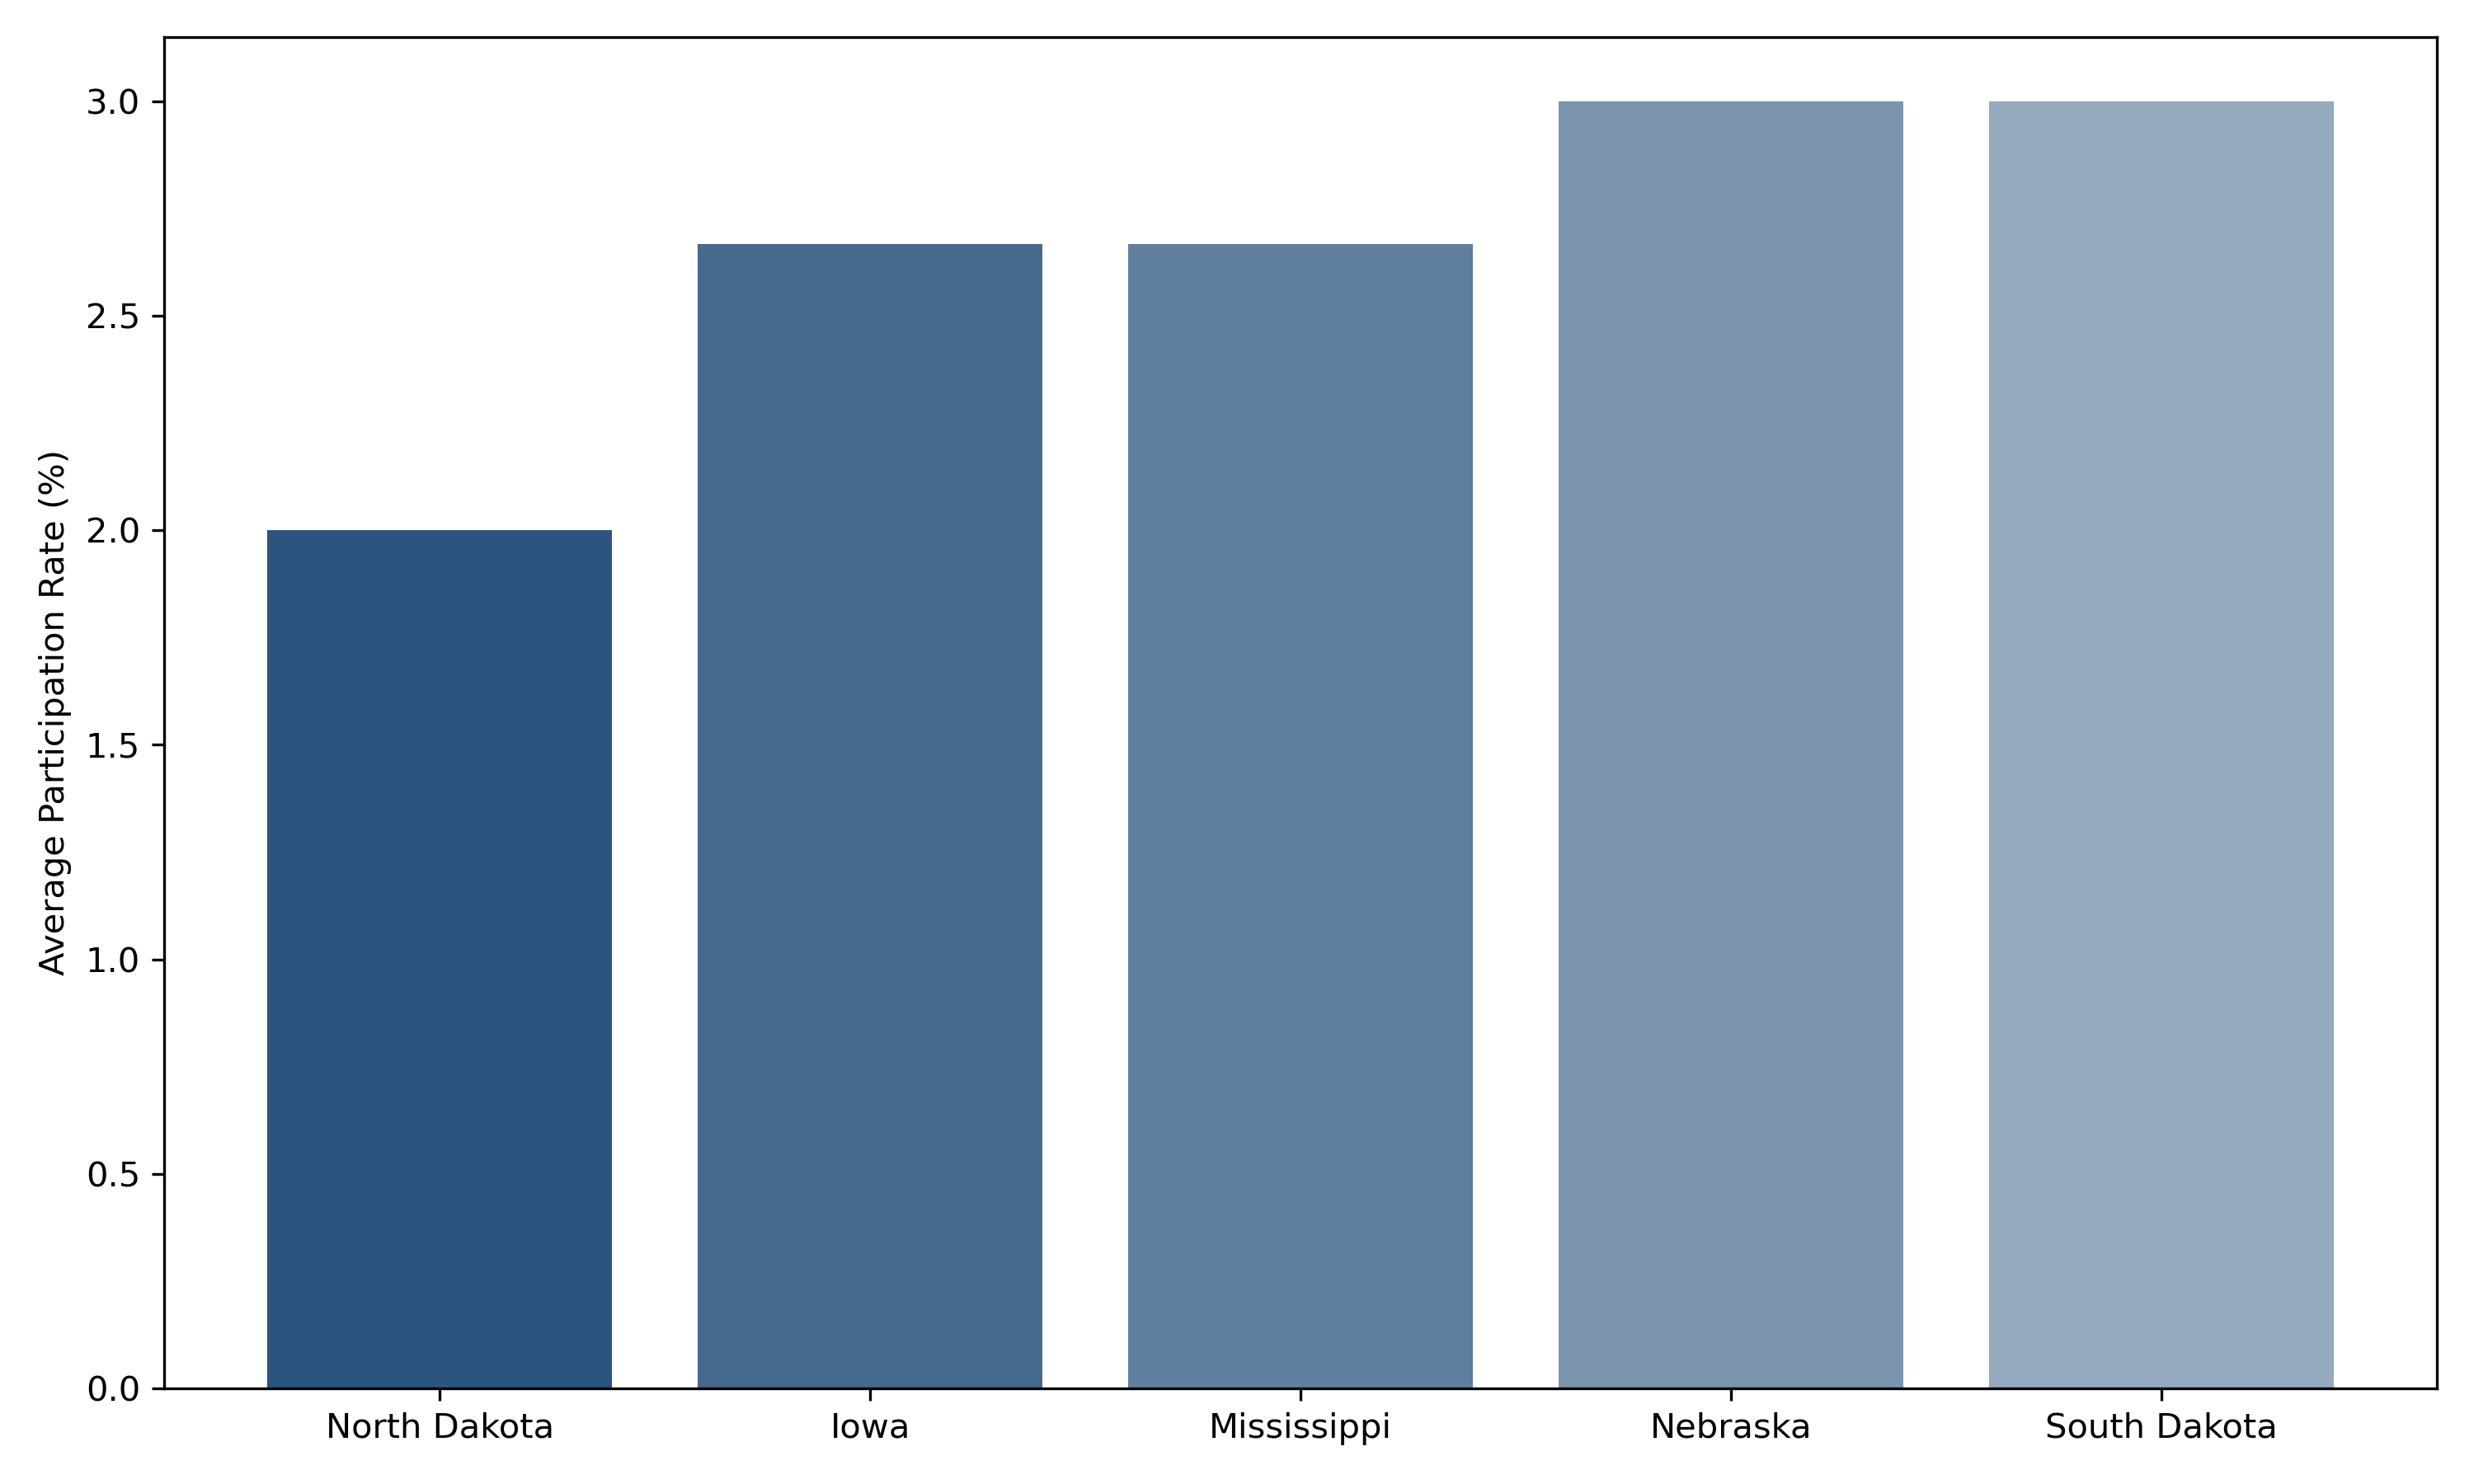 Average Participation Rate (%)
3.0
2.5
2.0
1.5
1.0
0.5
0.0
North Dakota
Iowa
Mississippi
Nebraska
South Dakota